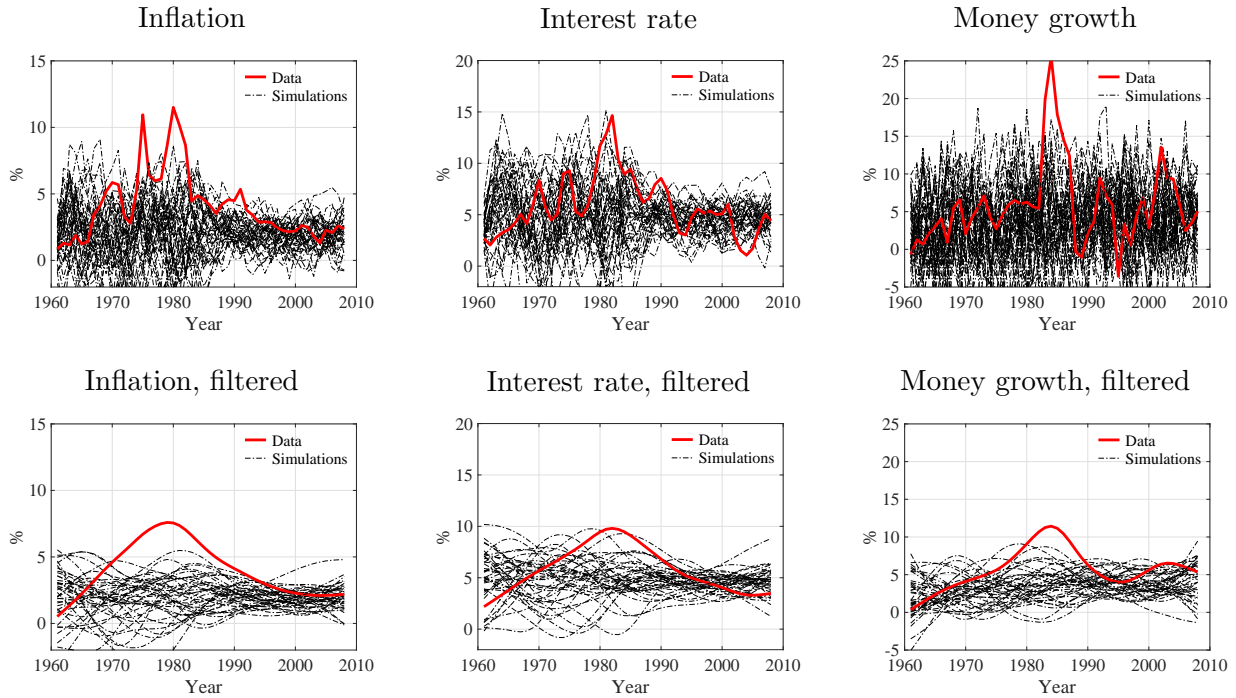 Inflation
Interest rate
Money growth
15
10
5
0
%
1960 1970 1980 1990 2000 2010
Year
Data
Simulations
20
15
10
5
0
%
1960 1970 1980 1990 2000 2010
Year
Data
Simulations
25
20
15
10
5
0
-5
%
1960 1970 1980 1990 2000 2010
Year
Data
Simulations
Inflation, filtered
Interest rate, filtered
Money growth, filtered
15
10
5
0
%
1960 1970 1980 1990 2000 2010
Year
Data
Simulations
20
15
10
5
0
%
1960 1970 1980 1990 2000 2010
Year
Data
Simulations
25
20
15
10
5
0
-5
%
1960 1970 1980 1990 2000 2010
Year
Data
Simulations